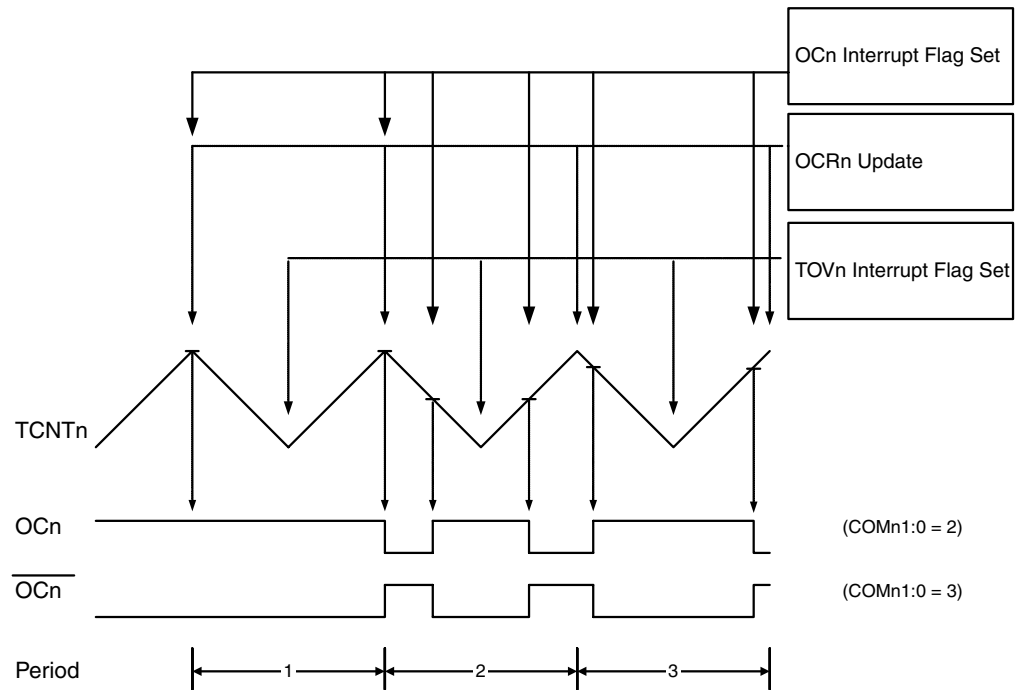 OCn Interrupt Flag Set
OCRn Update
TOVn Interrupt Flag Set
TCNTn
OCn
(COMn1:0 = 2)
OCn
(COMn1:0 = 3)
Period
1
2
3